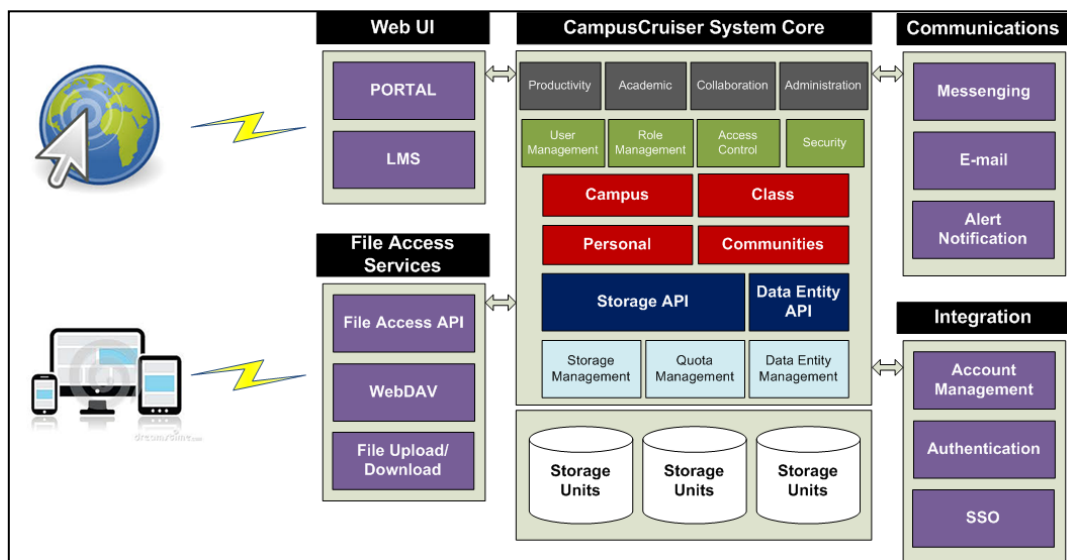 Web UI
PORTAL
LMS
File Access
Services
File Access API
WebDAV
File Upload/
Download
CampusCruiser System Core
Productivity
Academic
Collaboration
Administration
User
Management
Role
Management
Access
Control
Security
Campus
Class
Personal
Communities
Storage API
Data Entity
API
Storage
Management
Quota
Management
Data Entity
Management
Storage
Units
Storage
Units
Storage
Units
Communications
Messenging
E-mail
Alert
Notification
Integration
Account
Management
Authentication
SSO
dreamstime.com